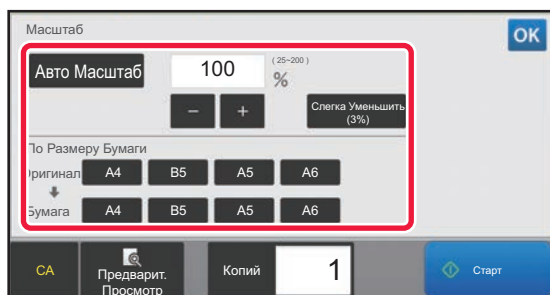 Масштаб
OK
Авто Масштаб
100
(25~200)
%
–
+
Слегка Уменьшить
(3%)
По Размеру Бумаги
Оригинал
A4
B5
A5
A6
Бумага
A4
B5
A5
A6
CA
Предварит.
Просмотр
Копий
1
Старт